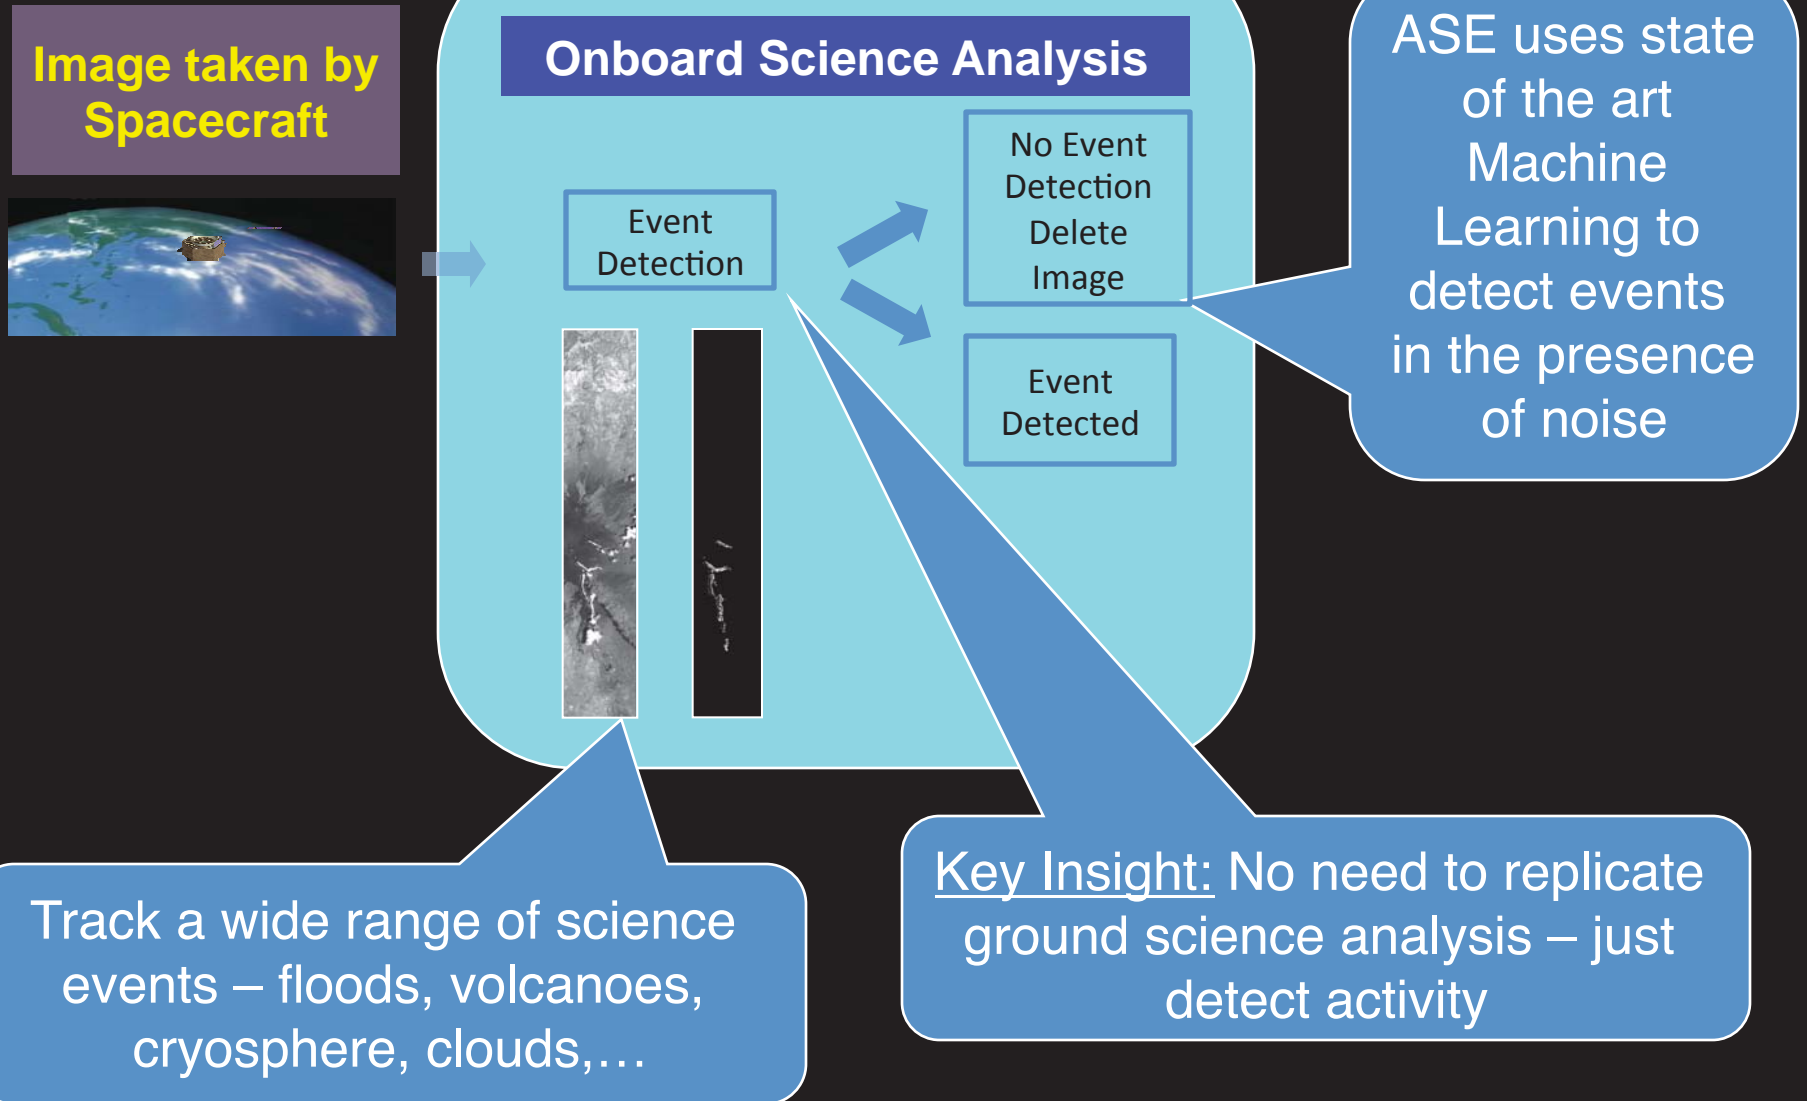 Image taken by
Spacecraft
Onboard Science Analysis
Event
Detection
No Event
Detection
Delete
Image
Event
Detected
ASE uses state
of the art
Machine
Learning to
detect events
in the presence
of noise
Track a wide range of science
events – floods, volcanoes,
cryosphere, clouds,…
Key Insight: No need to replicate
ground science analysis – just
detect activity